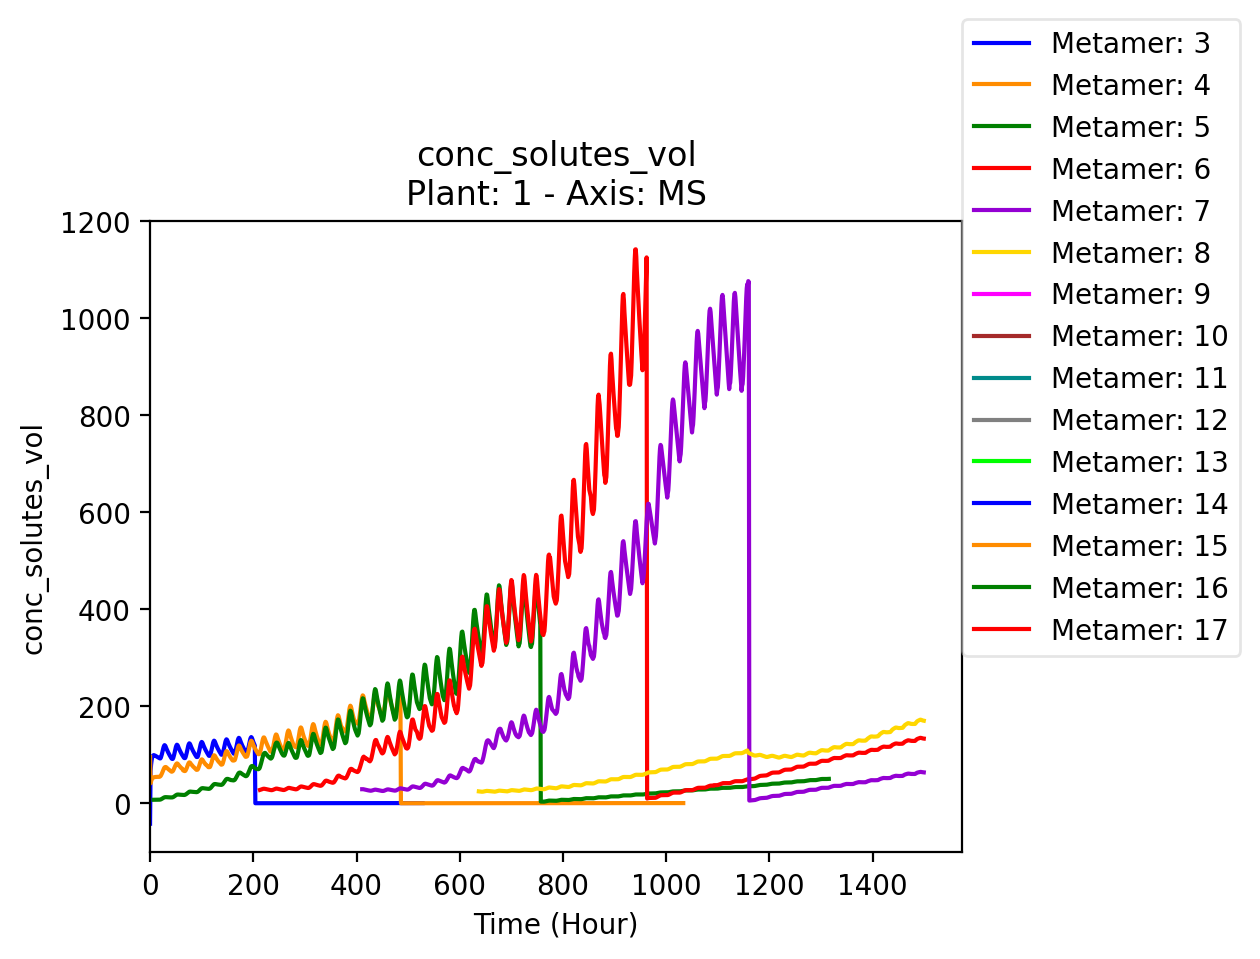 conc_solutes_vol
Plant: 1 - Axis: MS
1200
1000
800
600
400
200
0
conc_solutes_vol
0 200 400 600 800 1000 1200 1400
Time (Hour)
Metamer: 3
Metamer: 4
Metamer: 5
Metamer: 6
Metamer: 7
Metamer: 8
Metamer: 9
Metamer: 10
Metamer: 11
Metamer: 12
Metamer: 13
Metamer: 14
Metamer: 15
Metamer: 16
Metamer: 17